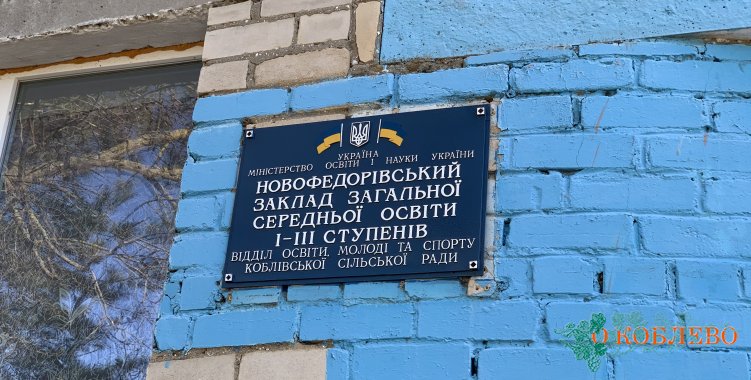 УКРАЇНА
МІНІСТЕРСТВО ОСВІТИ І НАУКИ УКРАЇНИ
НОВОФЕДОРІВСЬКИЙ
ЗАКЛАД ЗАГАЛЬНОЇ
СЕРЕДНЬОЇ ОСВІТИ
І-ІІІ СТУПЕНІВ
ВІДДІЛ ОСВІТИ, МОЛОДІ ТА СПОРТУ
КОБЛІВСЬКОЇ СІЛЬСЬКОЇ РАДИ
О КОБЛЕВО